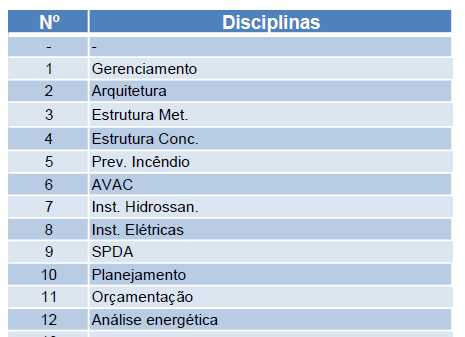 Nº Disciplinas
- -
1 Gerenciamento
2 Arquitetura
3 Estrutura Met.
4 Estrutura Conc.
5 Prev. Incêndio
6 AVAC
7 Inst. Hidrossan.
8 Inst. Elétricas
9 SPDA
10 Planejamento
11 Orçamentação
12 Análise energética